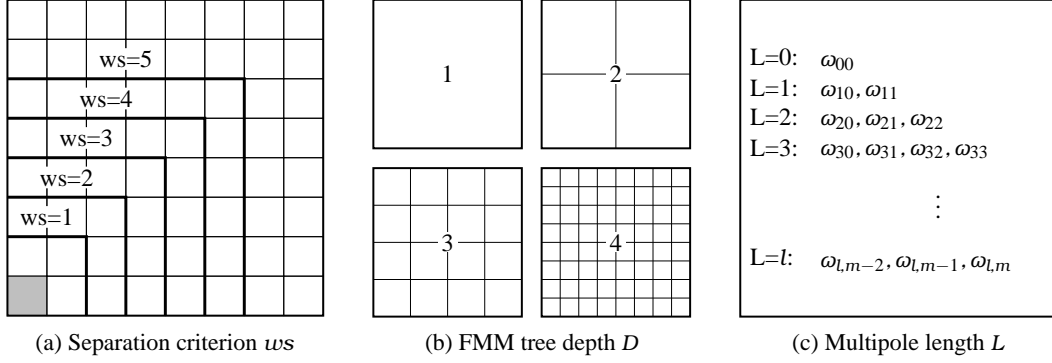 ws=5
ws=4
ws=3
ws=2
ws=1
(a) Separation criterion ws
1
2
3
4
(b) FMM tree depth D
L=0: ω00
L=1: ω10, ω11
L=2: ω20, ω21, ω22
L=3: ω30, ω31, ω32, ω33
⋮
L=l: ωl,m−2, ωl,m−1, ωl,m
(c) Multipole length L